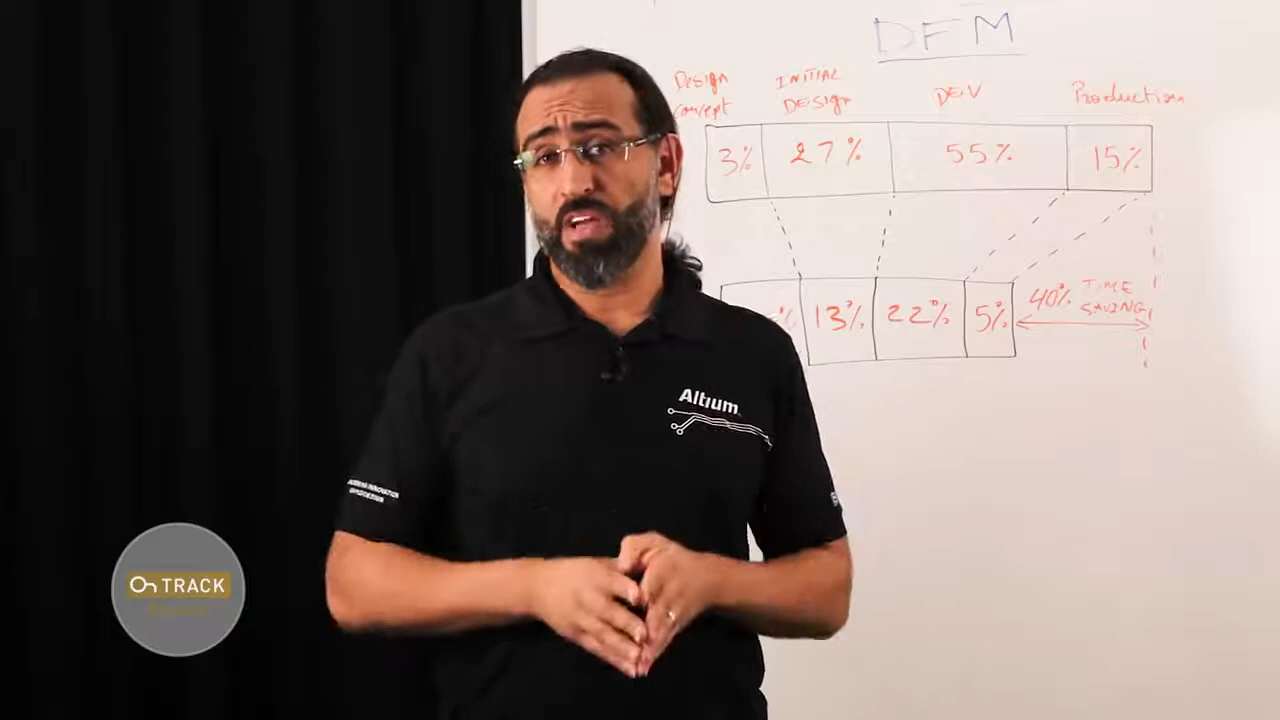 DFM
Design INITIAL DEV Production
concept DESIGN
3% 27% 55% 15%
13% 22% 5% 40% TIME
SAVING
Altium
On TRACK